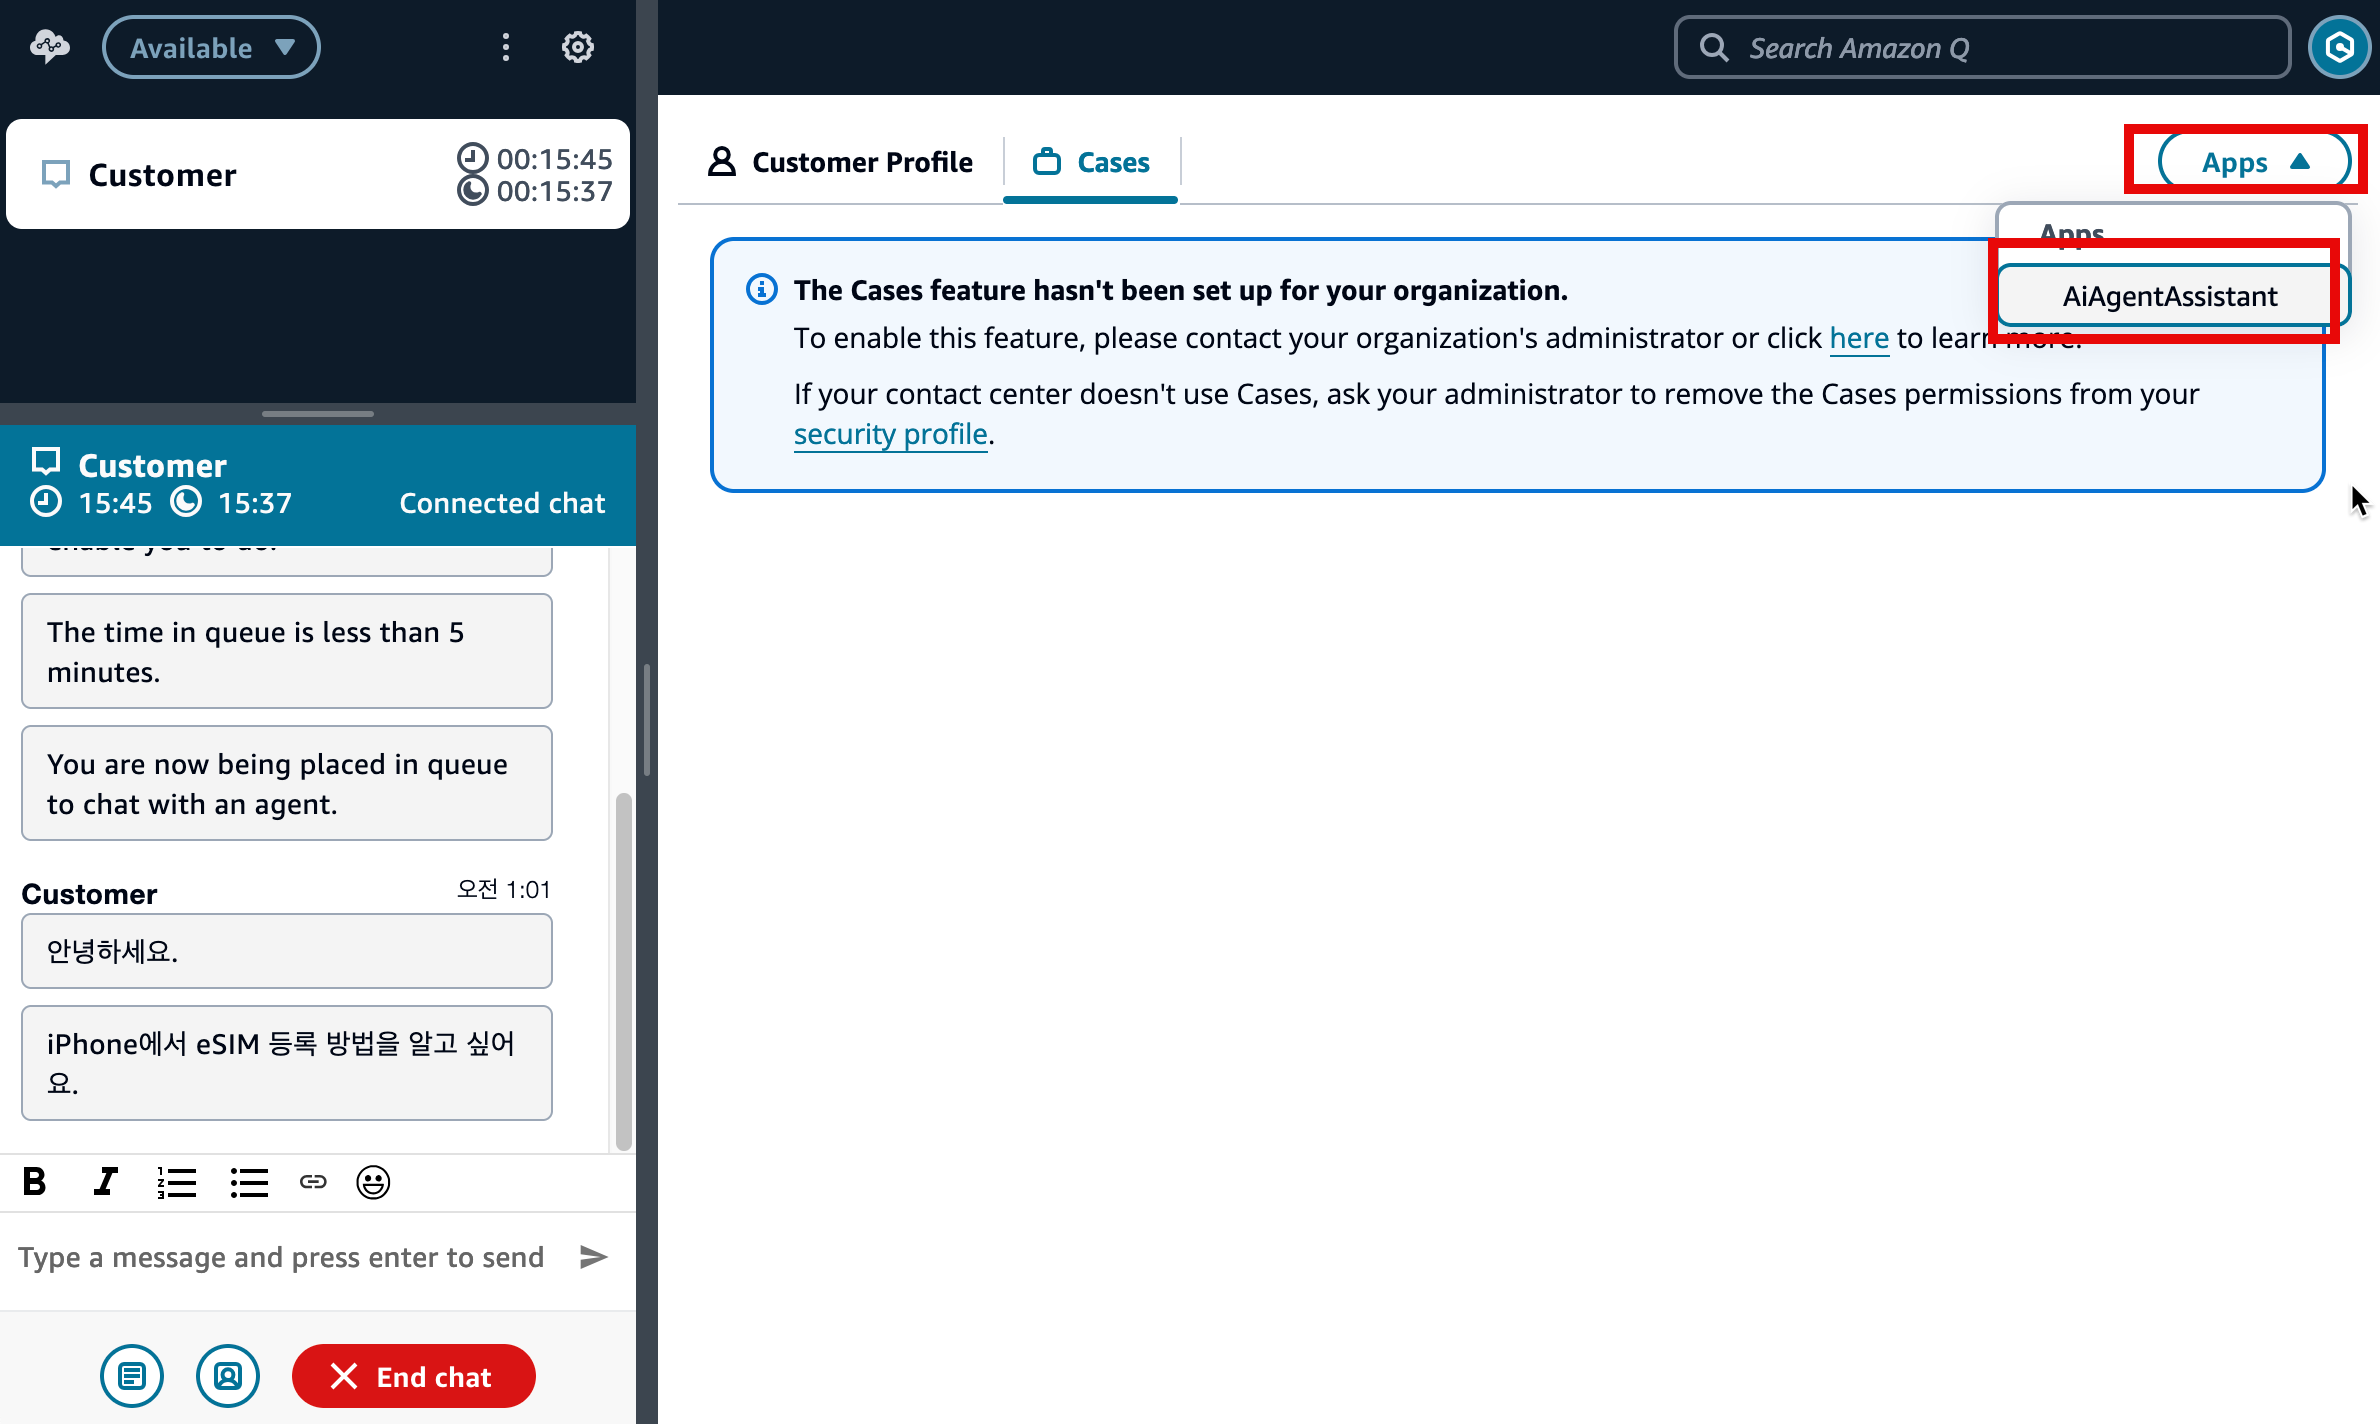 Available
Search Amazon Q
Customer
00:15:45
00:15:37
Customer Profile
Cases
Apps
Apps
AiAgentAssistant
The Cases feature hasn't been set up for your organization.
To enable this feature, please contact your organization's administrator or click here to learn more.
If your contact center doesn't use Cases, ask your administrator to remove the Cases permissions from your
security profile.
Customer
15:45 15:37 Connected chat
enable you to do.
The time in queue is less than 5
minutes.
You are now being placed in queue
to chat with an agent.
Customer 오전 1:01
안녕하세요.
iPhone에서 eSIM 등록 방법을 알고 싶어
요.
Type a message and press enter to send
End chat